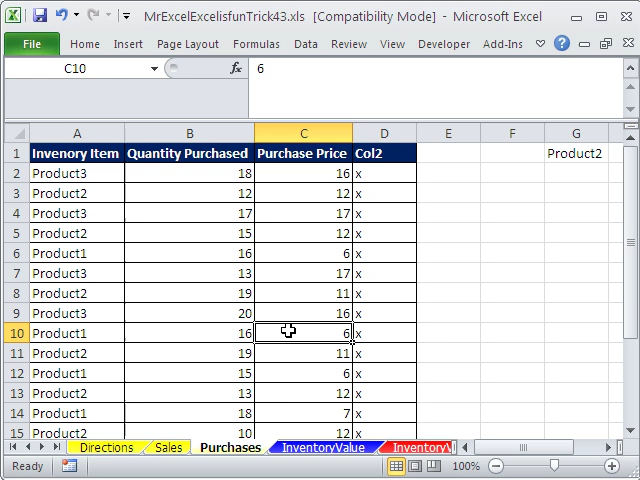 MrExcelExcelisfunTrick43.xls [Compatibility Mode] - Microsoft Excel
File Home Insert Page Layout Formulas Data Review View Developer Add-Ins
C10 fx 6
A B C D E F G
1 Invenory Item Quantity Purchased Purchase Price Col2 Product2
2 Product3 18 16 x
3 Product2 12 12 x
4 Product3 17 17 x
5 Product2 15 12 x
6 Product1 16 6 x
7 Product3 13 17 x
8 Product2 19 11 x
9 Product3 20 16 x
10 Product1 16 6 x
11 Product2 19 11 x
12 Product1 15 6 x
13 Product2 13 12 x
14 Product1 18 7 x
15 Product2 10 12 x
Directions Sales Purchases InventoryValue InventoryV
Ready 100%